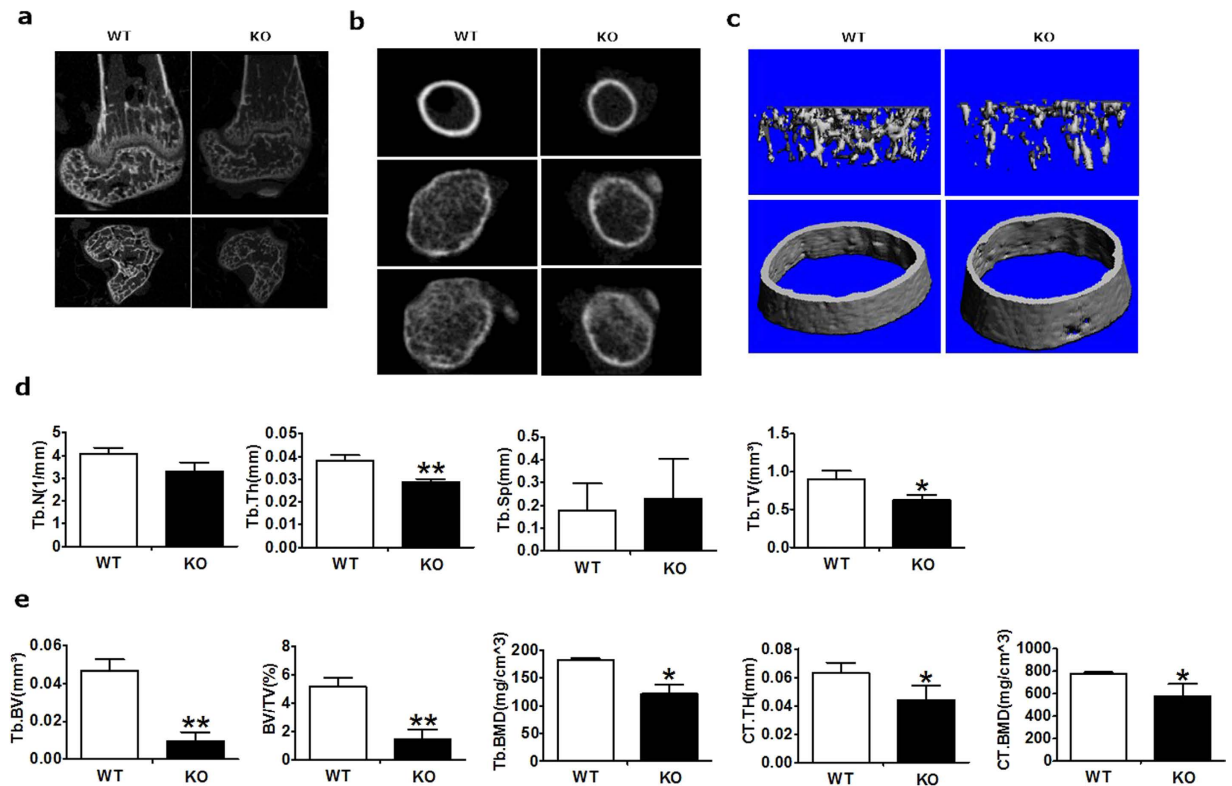 a
WT KO
b
WT KO
c
WT KO
d
Tb.N(1/mm)
5
4
3
2
1
0
WT KO
Tb.Th(mm)
0.04
0.03
0.02
0.01
0.00
**
WT KO
Tb.Sp(mm)
0.5
0.4
0.3
0.2
0.1
0.0
WT KO
Tb.TV(mm³)
1.5
1.0
0.5
0.0
*
WT KO
e
Tb.BV(mm³)
0.06
0.04
0.02
0.00
**
WT KO
BV/TV(%)
8
6
4
2
0
**
WT KO
Tb.BMD(mg/cm^3)
200
150
100
50
0
*
WT KO
CT.TH(mm)
0.08
0.06
0.04
0.02
0.00
*
WT KO
CT.BMD(mg/cm^3)
1000
800
600
400
200
0
*
WT KO